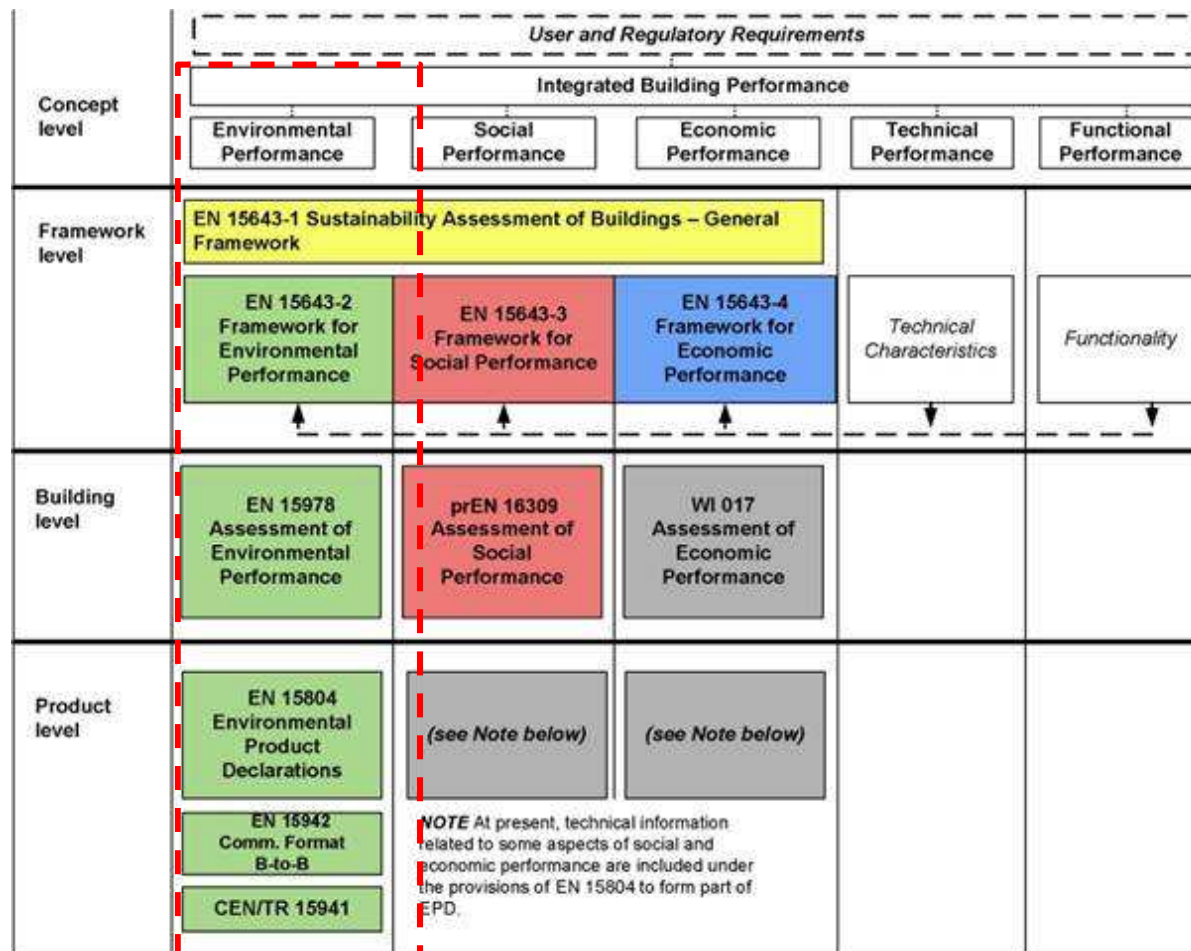 User and Regulatory Requirements
Integrated Building Performance
Concept
level
Environmental
Performance
Social
Performance
Economic
Performance
Technical
Performance
Functional
Performance
Framework
level
EN 15643-1 Sustainability Assessment of Buildings – General
Framework
EN 15643-2
Framework for
Environmental
Performance
EN 15643-3
Framework for
Social Performance
EN 15643-4
Framework for
Economic
Performance
Technical
Characteristics
Functionality
Building
level
EN 15978
Assessment of
Environmental
Performance
prEN 16309
Assessment of
Social
Performance
WI 017
Assessment of
Economic
Performance
Product
level
EN 15804
Environmental
Product
Declarations
(see Note below)
(see Note below)
EN 15942
Comm. Format
B-to-B
CEN/TR 15941
NOTE At present, technical information
related to some aspects of social and
economic performance are included under
the provisions of EN 15804 to form part of
EPD.